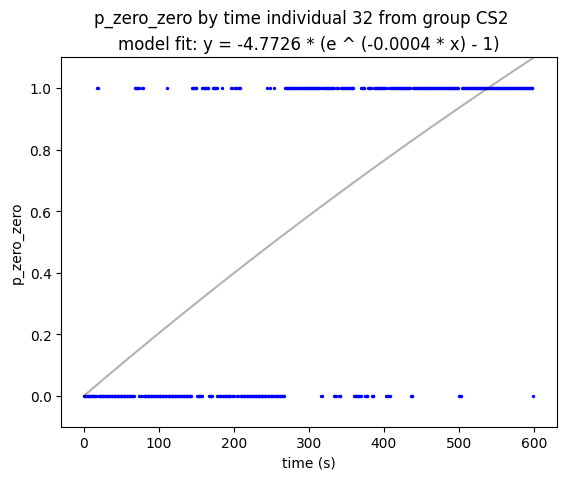 p_zero_zero by time individual 32 from group CS2
model fit: y = -4.7726 * (e ^ (-0.0004 * x) - 1)
1.0
0.8
0.6
0.4
0.2
0.0
p_zero_zero
0 100 200 300 400 500 600
time (s)